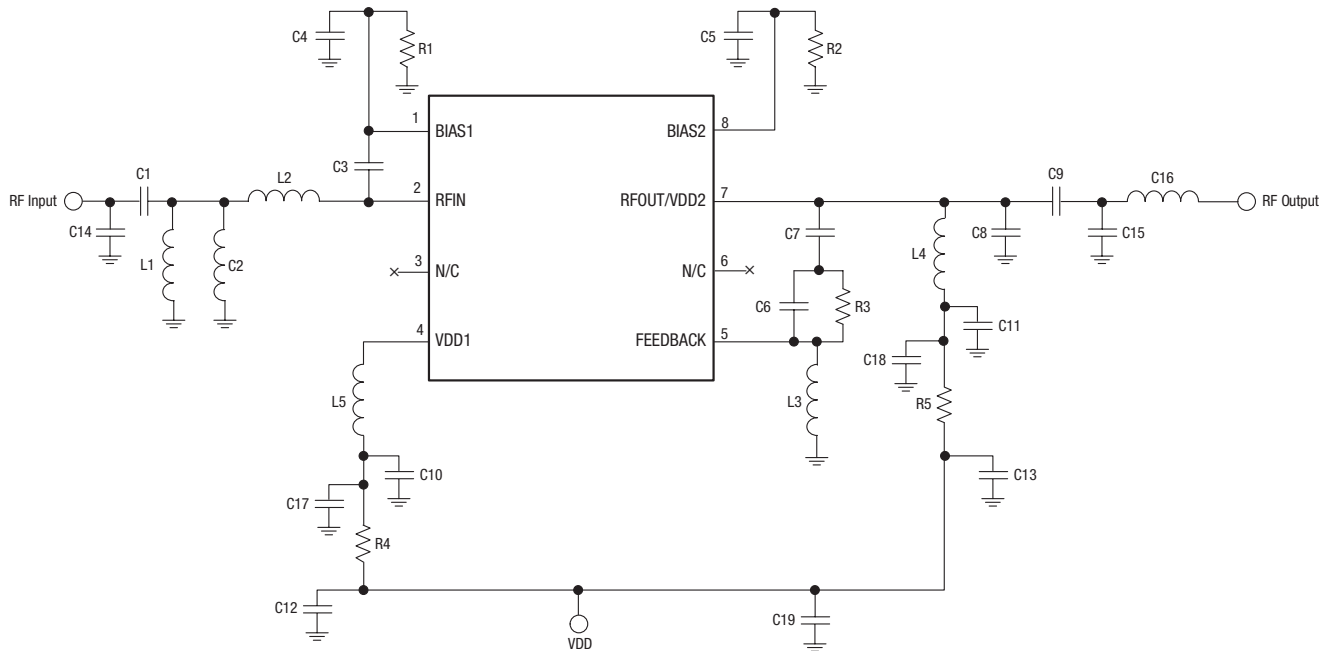 C4
R1
C5
R2
1
BIAS1
BIAS2
8
C3
C1
L2
2
RFIN
RFOUT/VDD2
7
C9
C16
RF Input
RF Output
C14
L1
C2
C7
L4
C8
C15
3
N/C
N/C
6
C6
R3
C11
4
VDD1
FEEDBACK
5
C18
L5
L3
R5
C10
C13
C17
R4
C12
C19
VDD